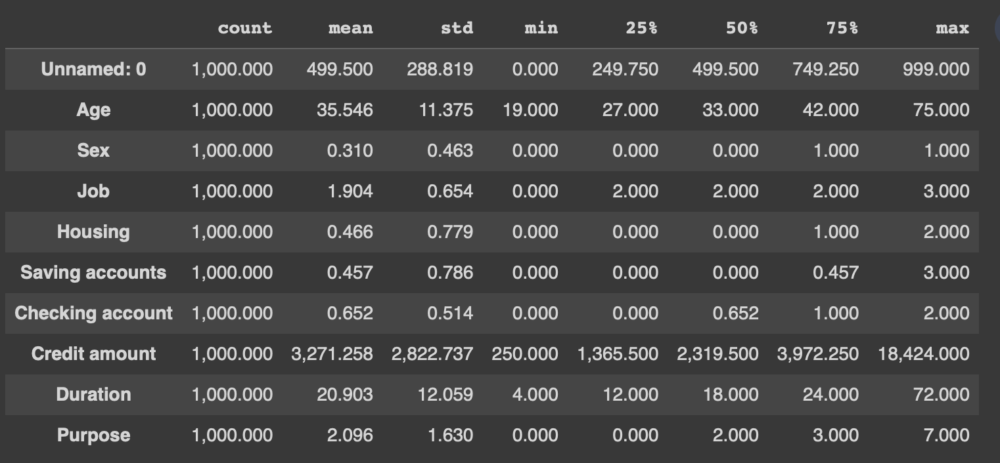 count mean std min 25% 50% 75% max
Unnamed: 0 1,000.000 499.500 288.819 0.000 249.750 499.500 749.250 999.000
Age 1,000.000 35.546 11.375 19.000 27.000 33.000 42.000 75.000
Sex 1,000.000 0.310 0.463 0.000 0.000 0.000 1.000 1.000
Job 1,000.000 1.904 0.654 0.000 2.000 2.000 2.000 3.000
Housing 1,000.000 0.466 0.779 0.000 0.000 0.000 1.000 2.000
Saving accounts 1,000.000 0.457 0.786 0.000 0.000 0.000 0.457 3.000
Checking account 1,000.000 0.652 0.514 0.000 0.000 0.652 1.000 2.000
Credit amount 1,000.000 3,271.258 2,822.737 250.000 1,365.500 2,319.500 3,972.250 18,424.000
Duration 1,000.000 20.903 12.059 4.000 12.000 18.000 24.000 72.000
Purpose 1,000.000 2.096 1.630 0.000 0.000 2.000 3.000 7.000